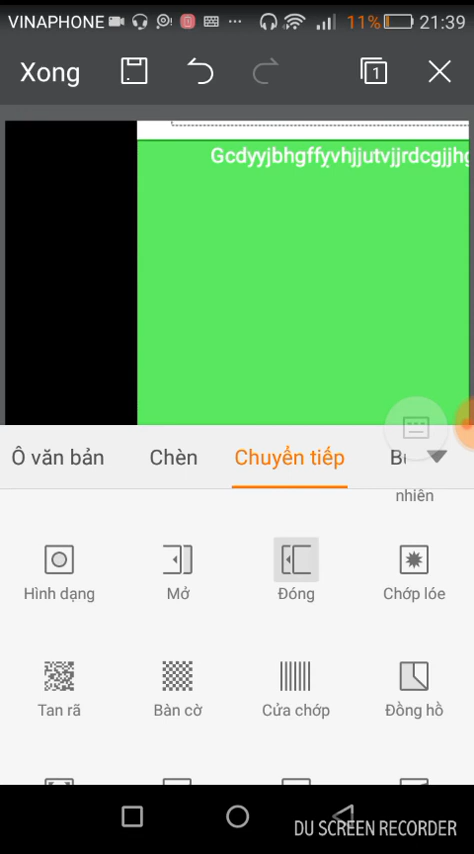 VINAPHONE ... 11% 21:39
Xong 1
Gcdyyjbhgffyvhjjutvjjrdcgjjhg
Ô văn bản Chèn Chuyển tiếp
nhiên
Hình dạng Mở Đóng Chớp lóe
Tan rã Bàn cờ Cửa chớp Đồng hồ
DU SCREEN RECORDER